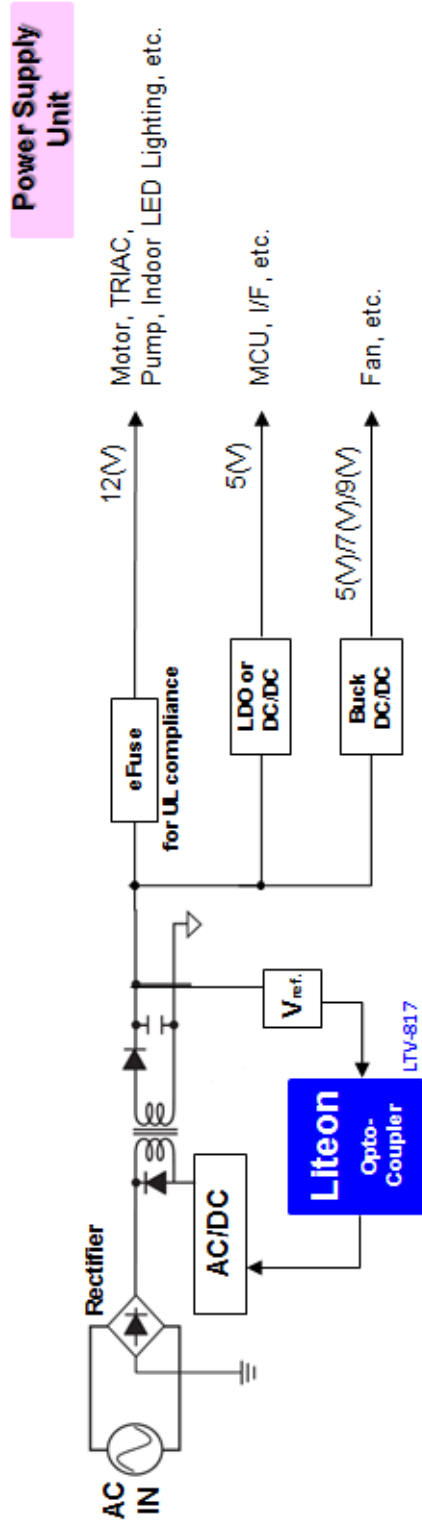 Power Supply
Unit
AC
IN
Rectifier
AC/DC
Liteon
Opto-
Coupler
LTV-817
Vref.
eFuse
for UL compliance
LDO or
DC/DC
Buck
DC/DC
12(V)
5(V)
5(V)/7(V)/9(V)
Motor, TRIAC,
Pump, Indoor LED Lighting, etc.
MCU, I/F, etc.
Fan, etc.